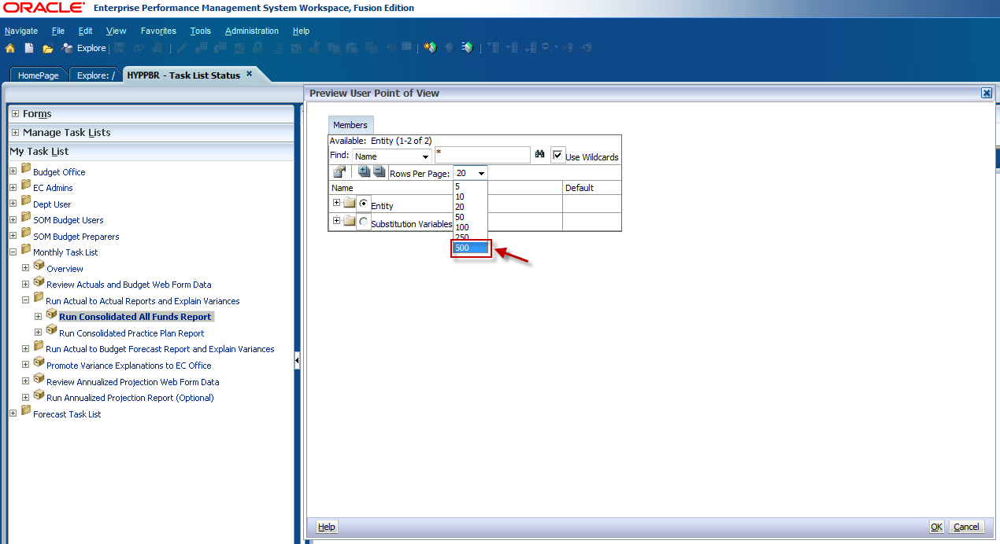 ORACLE Enterprise Performance Management System Workspace, Fusion Edition
Navigate File Edit View Favorites Tools Administration Help
Explore
HomePage Explore: / HYPPBR - Task List Status
Forms
Manage Task Lists
My Task List
Budget Office
EC Admins
Dept User
SOM Budget Users
SOM Budget Preparers
Monthly Task List
Overview
Review Actuals and Budget Web Form Data
Run Actual to Actual Reports and Explain Variances
Run Consolidated All Funds Report
Run Consolidated Practice Plan Report
Run Actual to Budget Forecast Report and Explain Variances
Promote Variance Explanations to EC Office
Review Annualized Projection Web Form Data
Run Annualized Projection Report (Optional)
Forecast Task List
Preview User Point of View
Members
Available: Entity (1-2 of 2)
Find: Name * Use Wildcards
Rows Per Page: 20
5
10
20
50
100
250
500
Name Default
Entity
Substitution Variables
Help OK Cancel